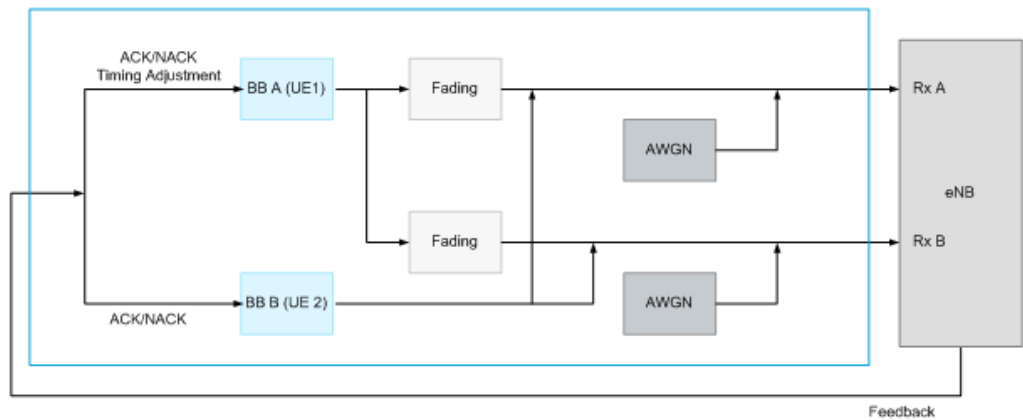 ACK/NACK
Timing Adjustment
BB A (UE1)
Fading
Rx A
AWGN
eNB
Fading
Rx B
BB B (UE 2)
AWGN
ACK/NACK
Feedback